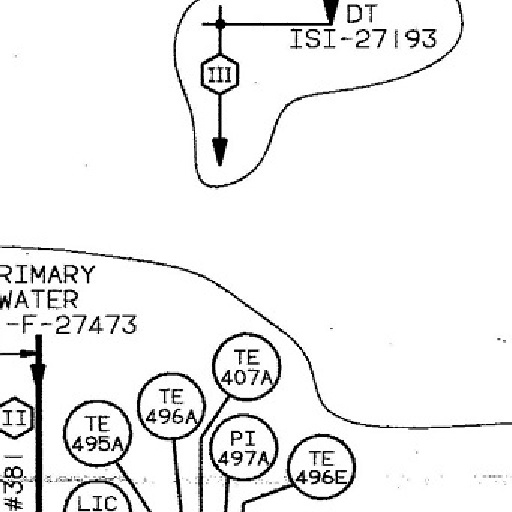 DT
ISI-27193
III
RIMARY
WATER
-F-27473
TE
407A
TE
496A
II
TE
495A
PI
497A
TE
496E
#381
LIC